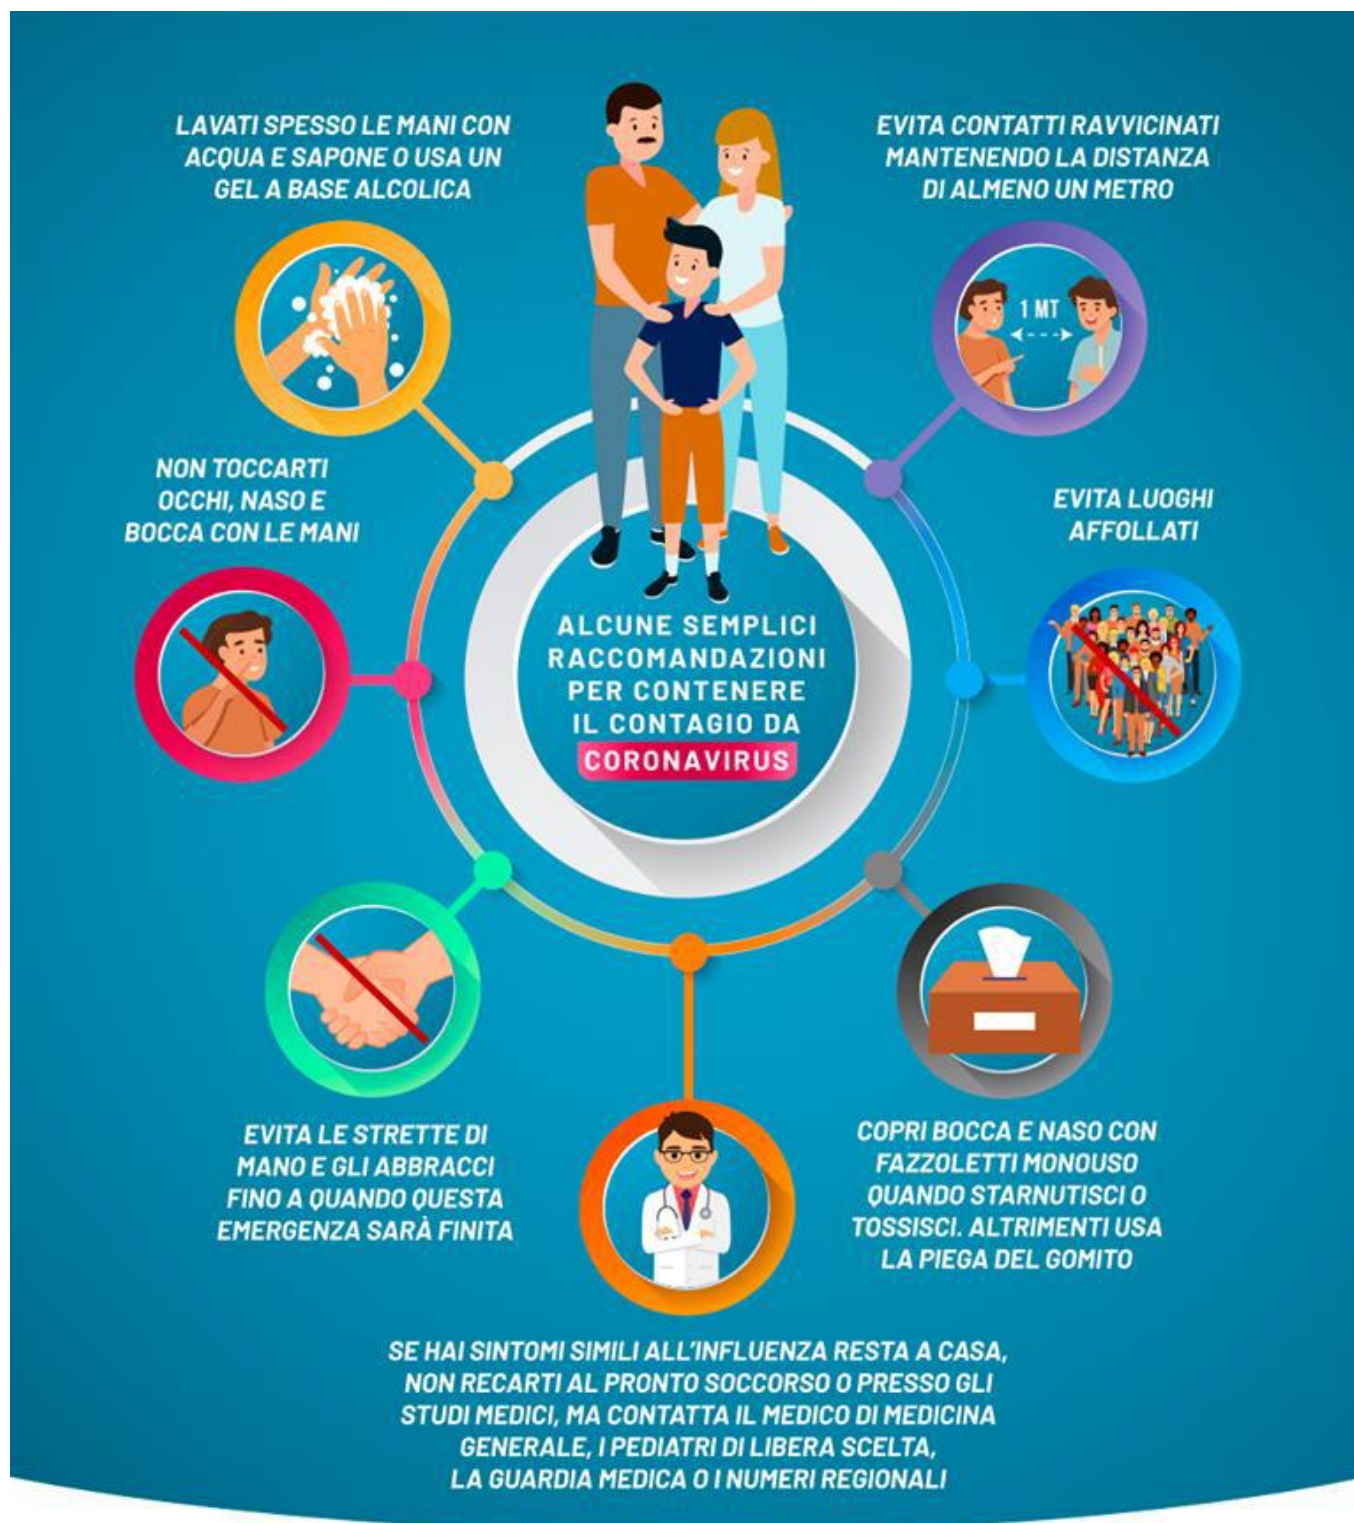 LAVATI SPESSO LE MANI CON
ACQUA E SAPONE O USA UN
GEL A BASE ALCOLICA
EVITA CONTATTI RAVVICINATI
MANTENENDO LA DISTANZA
DI ALMENO UN METRO
1 MT
NON TOCCARTI
OCCHI, NASO E
BOCCA CON LE MANI
EVITA LUOGHI
AFFOLLATI
ALCUNE SEMPLICI
RACCOMANDAZIONI
PER CONTENERE
IL CONTAGIO DA
CORONAVIRUS
EVITA LE STRETTE DI
MANO E GLI ABBRACCI
FINO A QUANDO QUESTA
EMERGENZA SARÀ FINITA
COPRI BOCCA E NASO CON
FAZZOLETTI MONOUSO
QUANDO STARNUTISCI O
TOSSISCI. ALTRIMENTI USA
LA PIEGA DEL GOMITO
SE HAI SINTOMI SIMILI ALL'INFLUENZA RESTA A CASA,
NON RECARTI AL PRONTO SOCCORSO O PRESSO GLI
STUDI MEDICI, MA CONTATTA IL MEDICO DI MEDICINA
GENERALE, I PEDIATRI DI LIBERA SCELTA,
LA GUARDIA MEDICA O I NUMERI REGIONALI